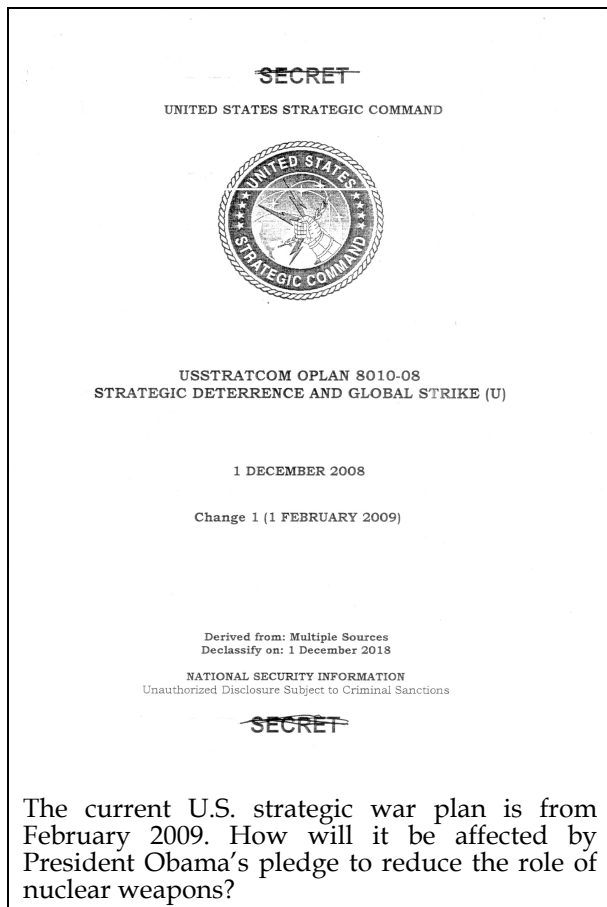 SECRET
UNITED STATES STRATEGIC COMMAND
UNITED STATES
STRATEGIC COMMAND
USSTRATCOM OPLAN 8010-08
STRATEGIC DETERRENCE AND GLOBAL STRIKE (U)
1 DECEMBER 2008
Change 1 (1 FEBRUARY 2009)
Derived from: Multiple Sources
Declassify on: 1 December 2018
NATIONAL SECURITY INFORMATION
Unauthorized Disclosure Subject to Criminal Sanctions
SECRET
The current U.S. strategic war plan is from
February 2009. How will it be affected by
President Obama's pledge to reduce the role of
nuclear weapons?